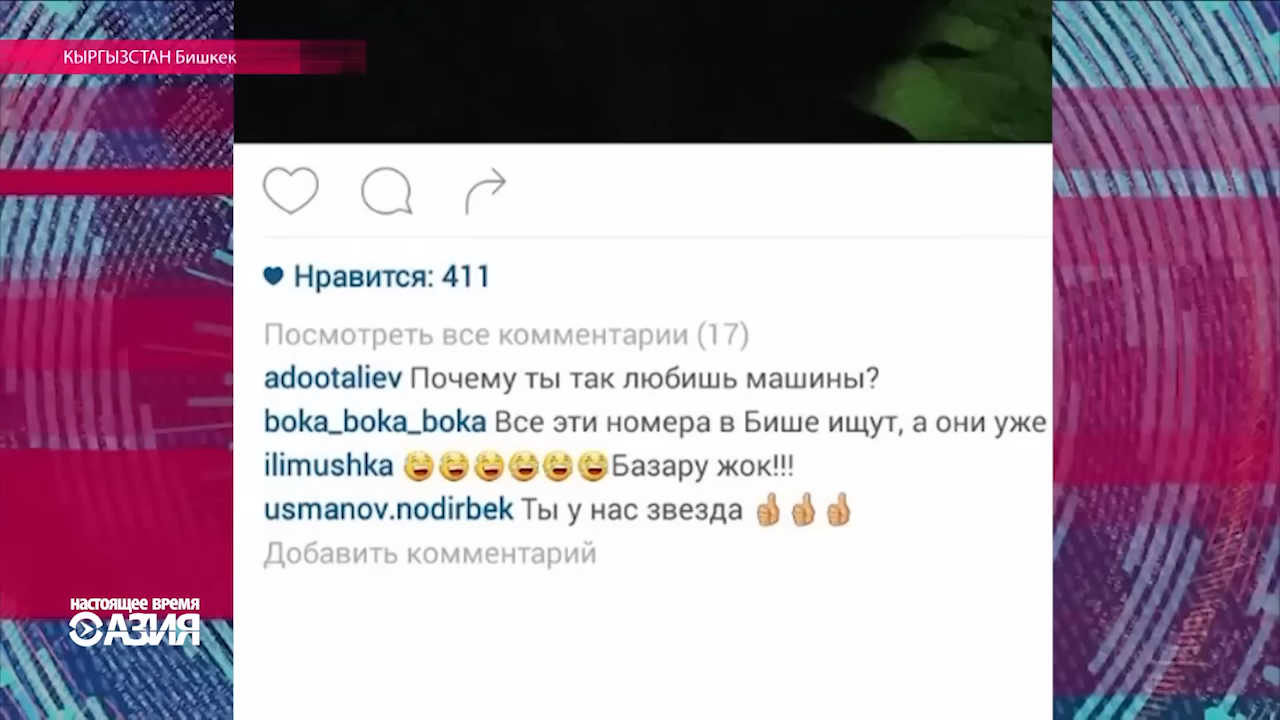 КЫРГЫЗСТАН Бишкек
Нравится: 411
Посмотреть все комментарии (17)
adootaliev Почему ты так любишь машины?
boka_boka_boka Все эти номера в Бише ищут, а они уже
ilimushka 😆😆😆😆😆😆Базару жок!!!
usmanov.nodirbek Ты у нас звезда 👍👍👍
Добавить комментарий
НАСТОЯЩЕЕ ВРЕМЯ
АЗИЯ